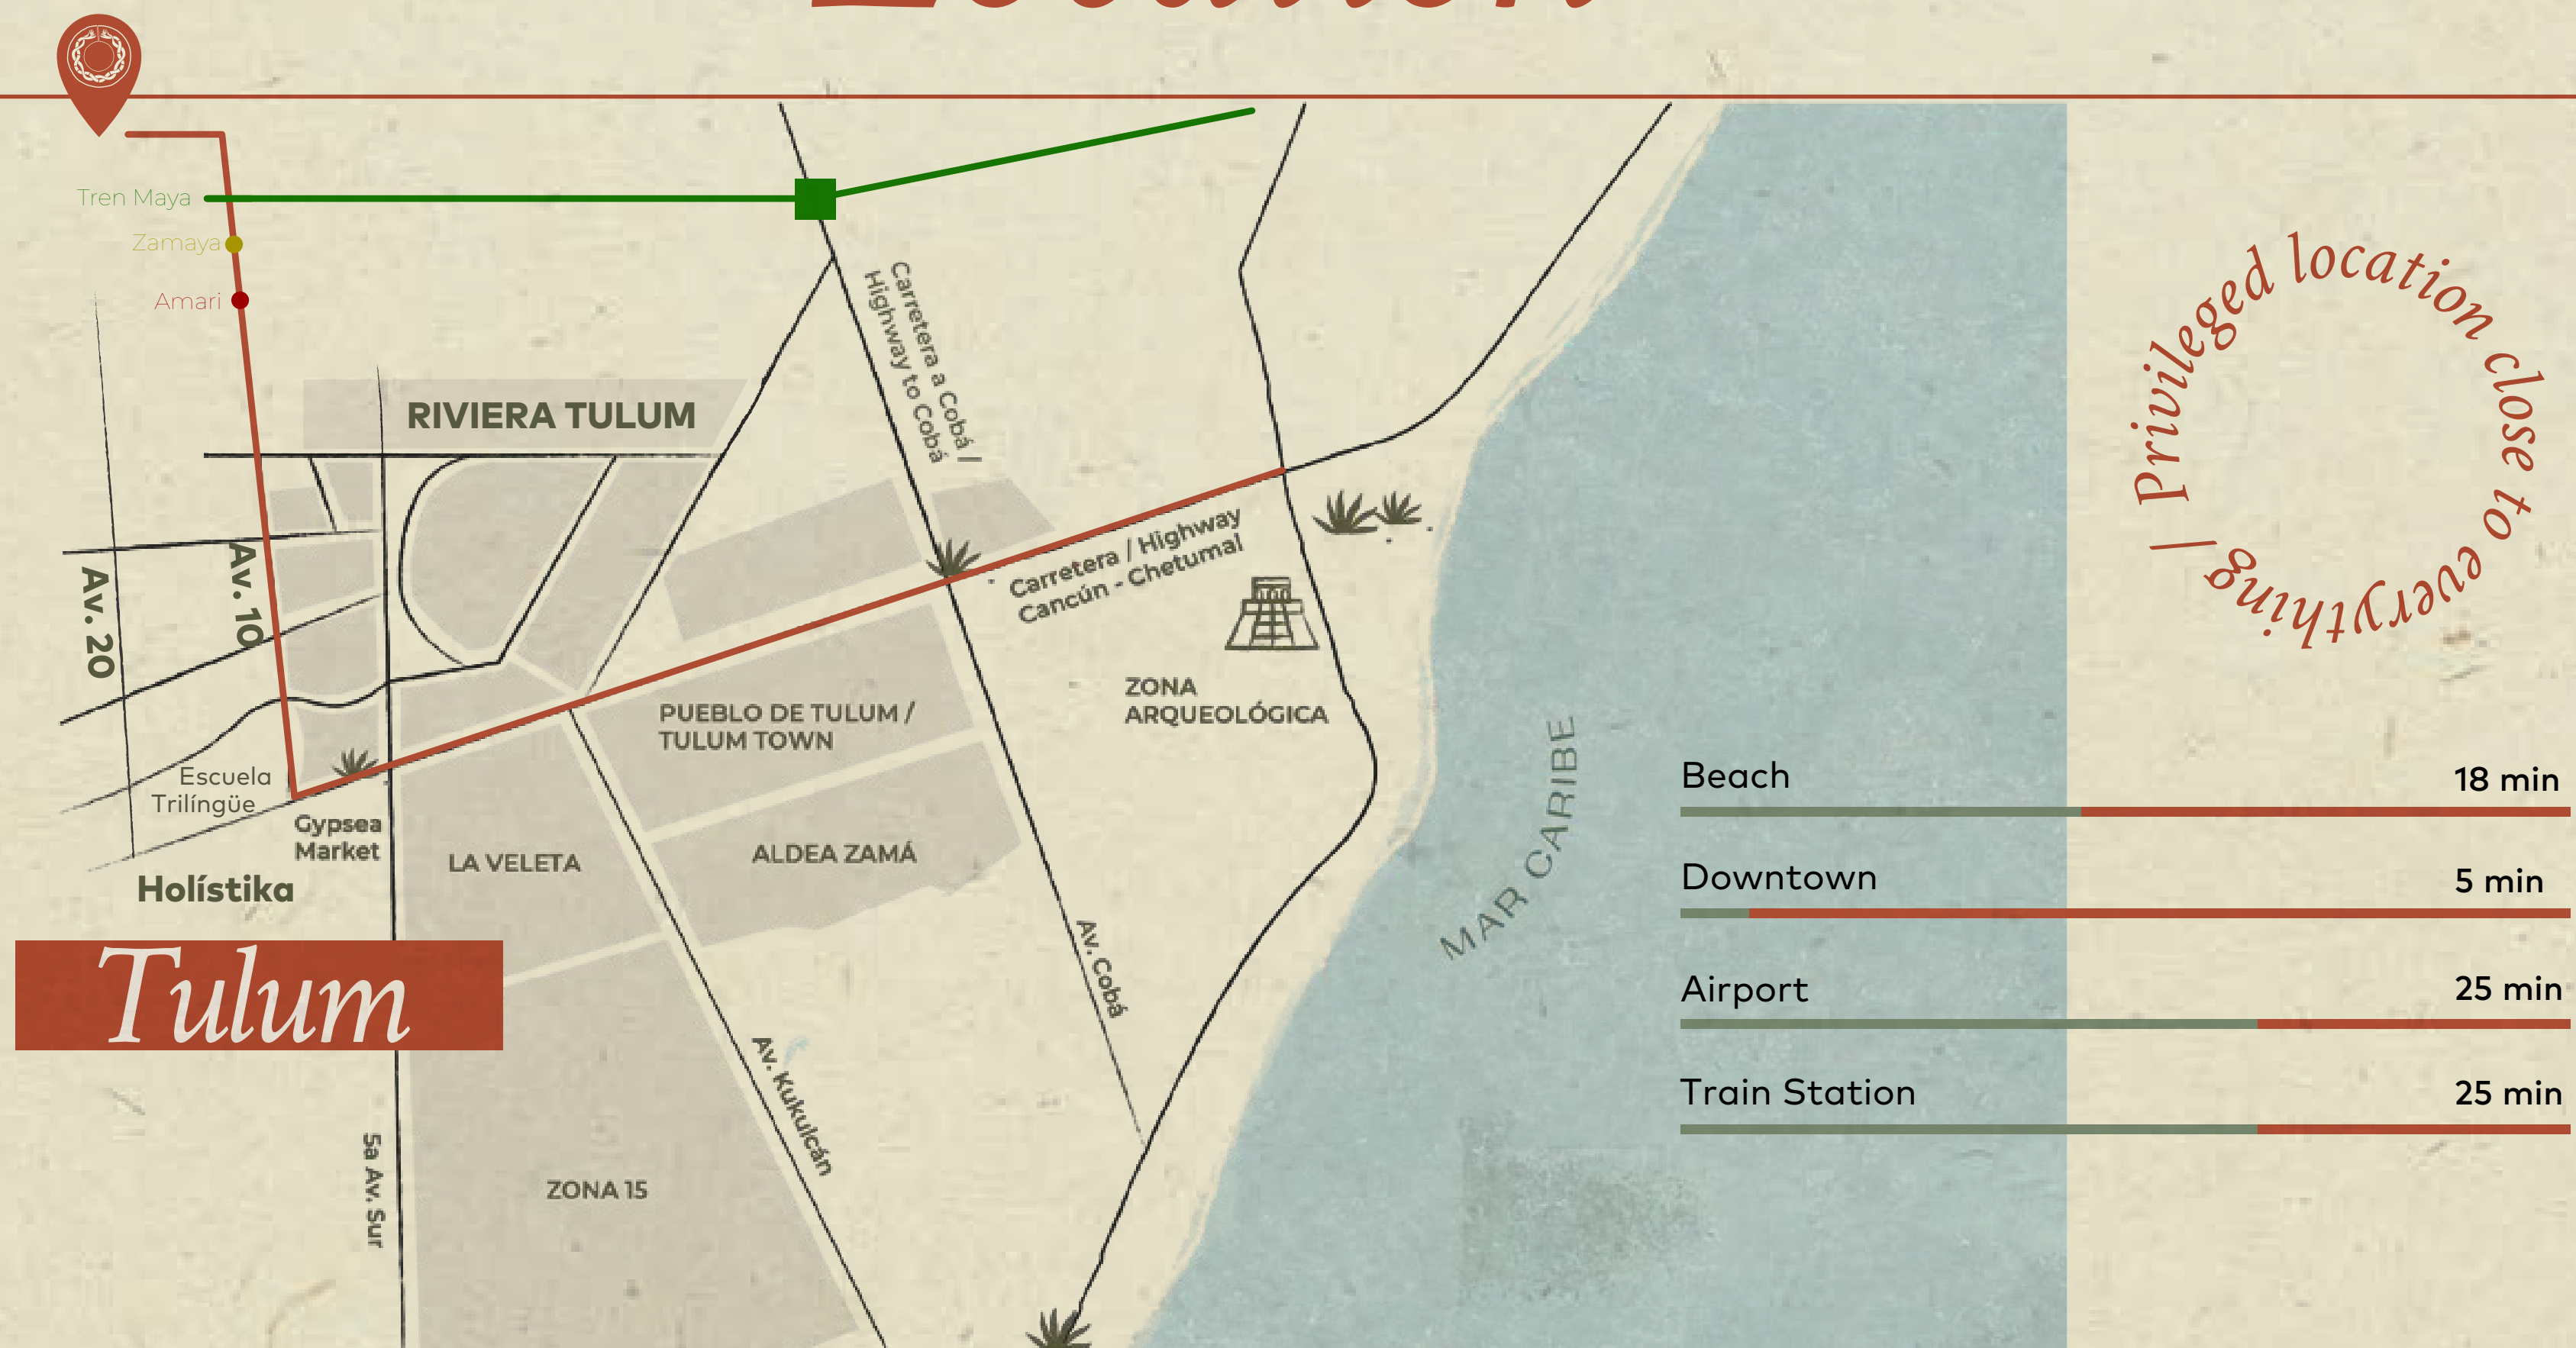 Location
Tren Maya
Zamaya
Amari
RIVIERA TULUM
Carretera a Cobá /
Highway to Cobá
Privileged location close to everything /
Av. 20
Av. 10
Carretera / Highway
Cancún - Chetumal
ZONA
ARQUEOLÓGICA
PUEBLO DE TULUM /
TULUM TOWN
Escuela
Trilíngüe
Gypsea
Market
LA VELETA
ALDEA ZAMÁ
Holístika
Tulum
MAR CARIBE
Av. Cobá
Av. Kukulcán
5a Av. Sur
ZONA 15
Beach 18 min
Downtown 5 min
Airport 25 min
Train Station 25 min